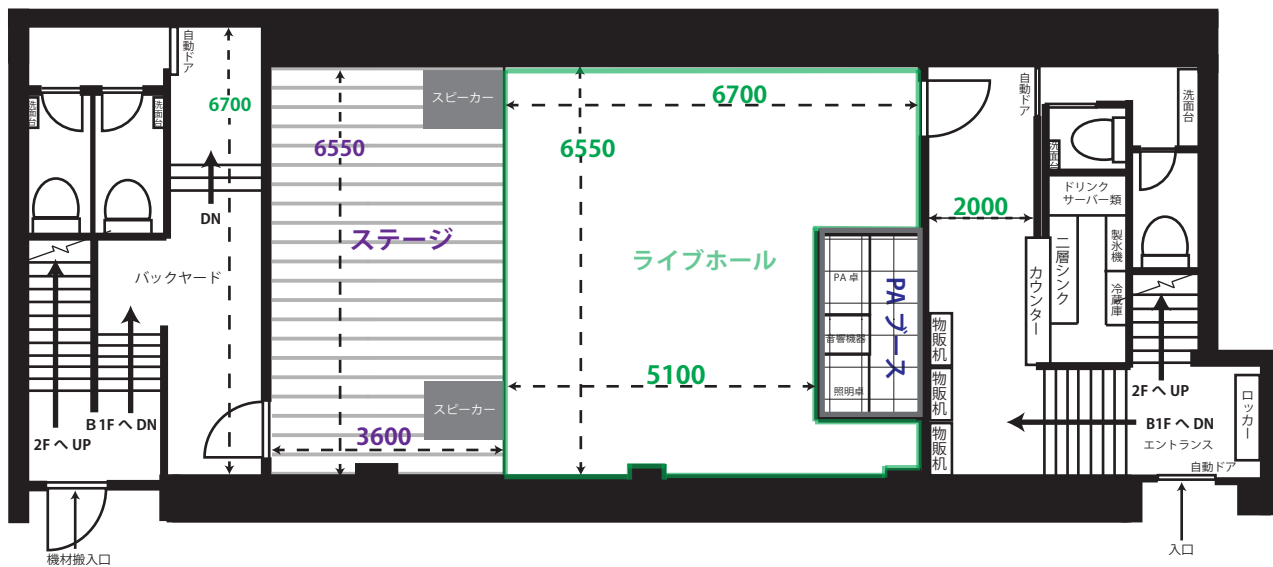 自動ドア
6700
洗面台
洗面台
DN
バックヤード
2F へ UP
B1F へ DN
機材搬入口
スピーカー
6550
ステージ
スピーカー
3600
6700
6550
ライブホール
5100
PA 卓
音響機器
照明卓
PA ブース
自動ドア
2000
物販机
物販机
物販机
カウンター
洗面台
ドリンク
サーバー類
二層シンク
製氷機
冷蔵庫
洗面台
2F へ UP
B1F へ DN
エントランス
ロッカー
自動ドア
入口